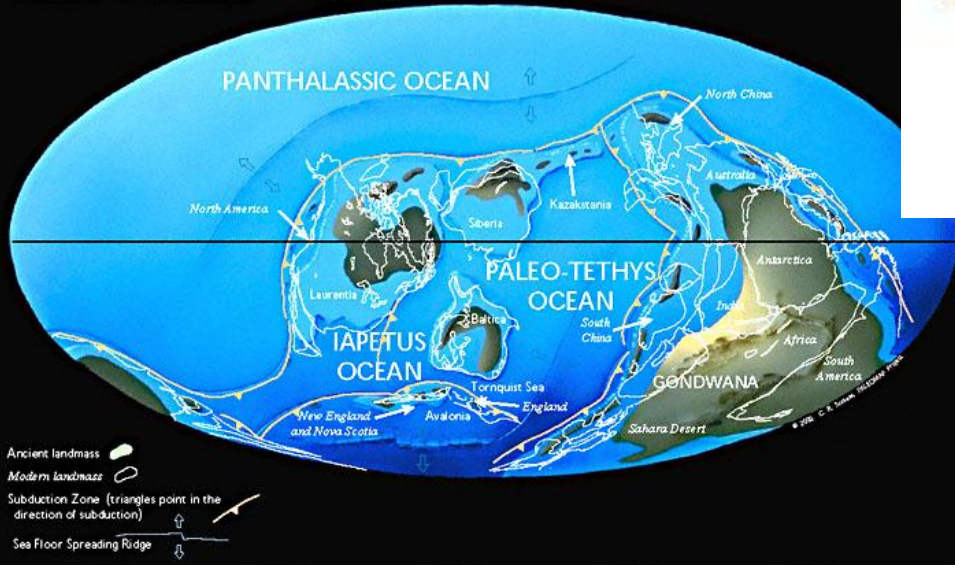 PANTHALASSIC OCEAN
North China
Australia
North America
Kazakstania
Siberia
Antarctica
PALEO-TETHYS
OCEAN
Laurentia
India
Baltica
South
China
IAPETUS
OCEAN
Africa
South
America
GONDWANA
Tornquist Sea
England
New England
and Nova Scotia
Avalonia
Sahara Desert
Ancient landmass
Modern landmass
Subduction Zone (triangles point in the
direction of subduction)
Sea Floor Spreading Ridge